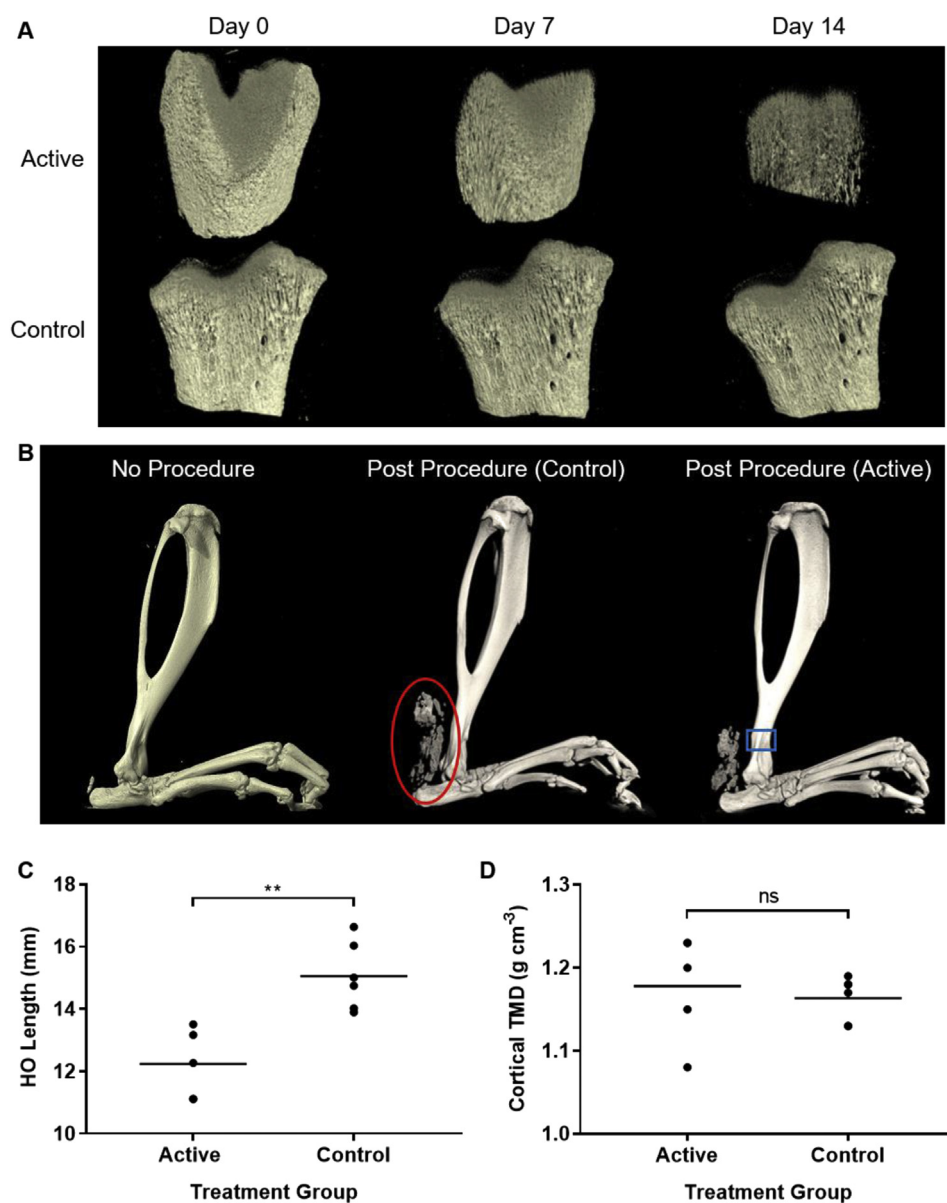 A
Day 0 Day 7 Day 14
Active
Control
B
No Procedure Post Procedure (Control) Post Procedure (Active)
C
**
18
16
14
12
10
HO Length (mm)
Active Control
Treatment Group
D
ns
1.3
1.2
1.1
1.0
Cortical TMD (g cm⁻³)
Active Control
Treatment Group